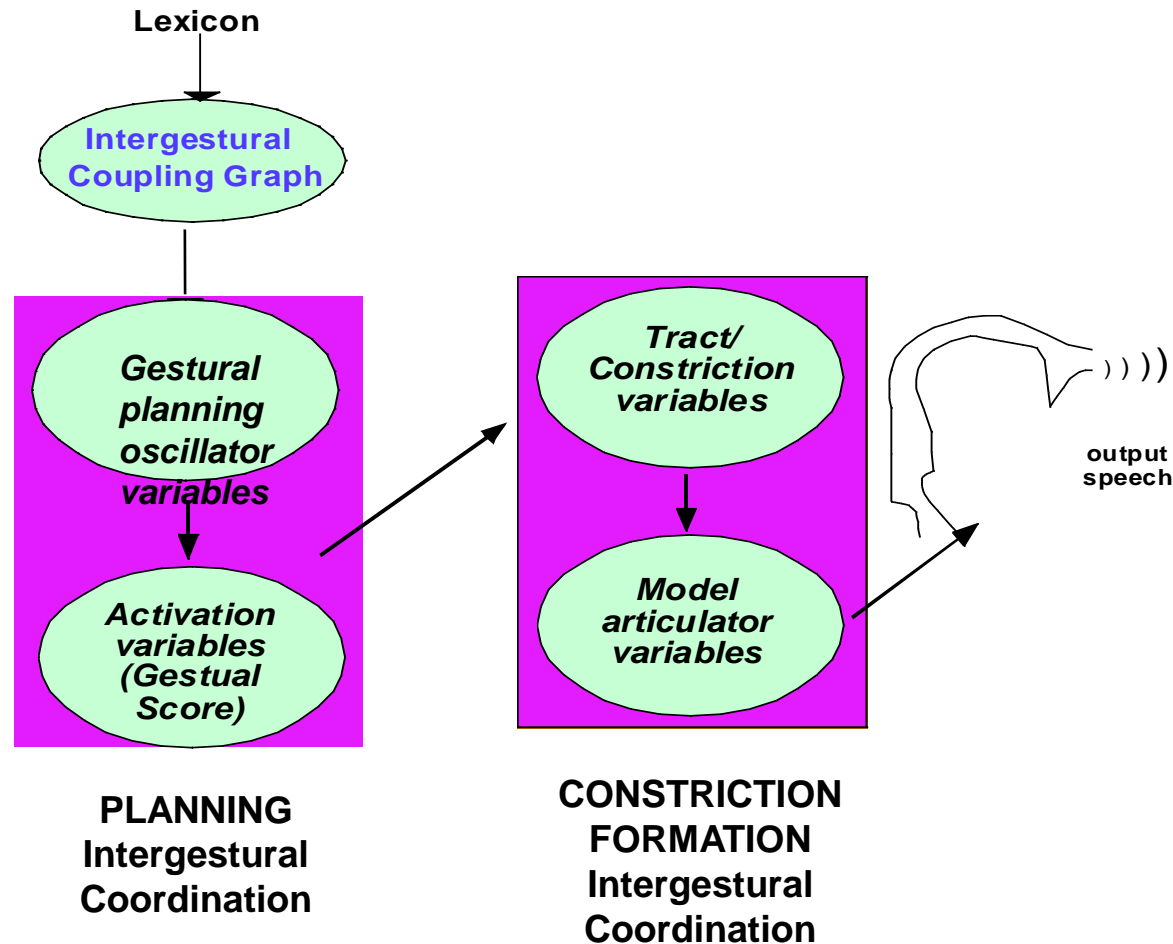 Lexicon
Intergestural
Coupling Graph
Gestural
planning
oscillator
variables
Activation
variables
(Gestual
Score)
PLANNING
Intergestural
Coordination
Tract/
Constriction
variables
Model
articulator
variables
CONSTRICTION
FORMATION
Intergestural
Coordination
output
speech